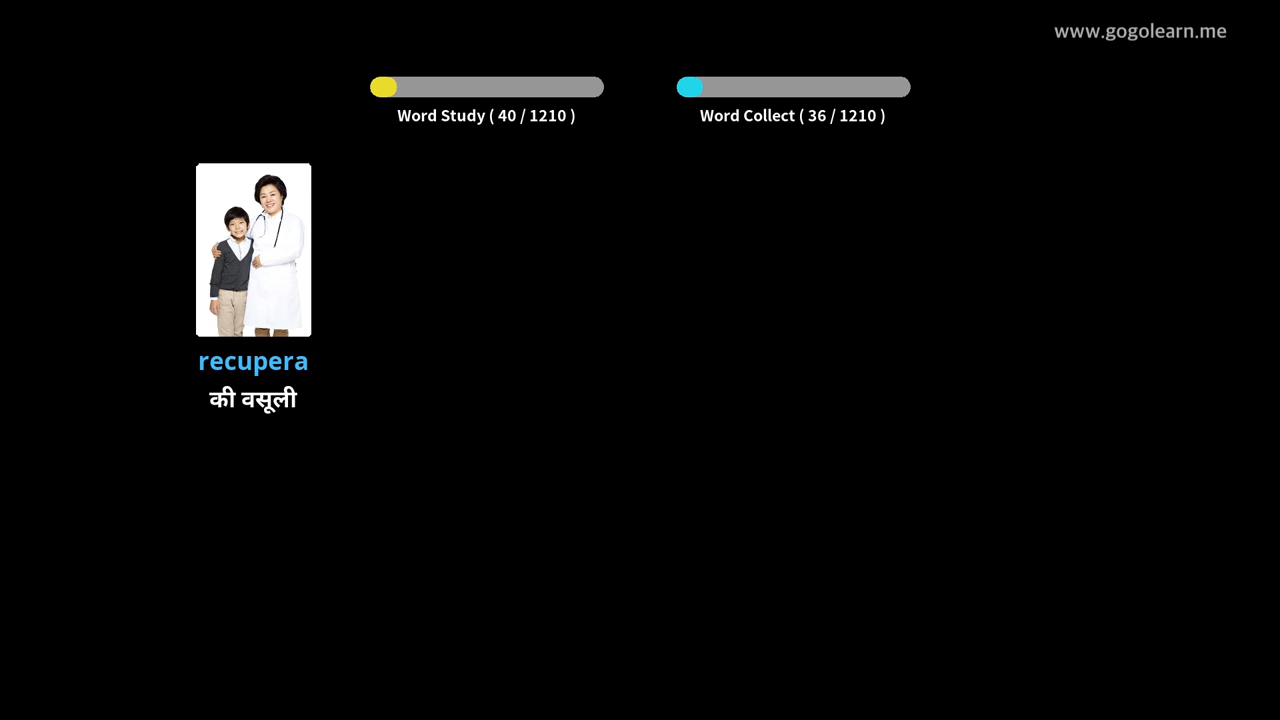 www.gogolearn.me
Word Study ( 40 / 1210 )
Word Collect ( 36 / 1210 )
recupera
की वसूली